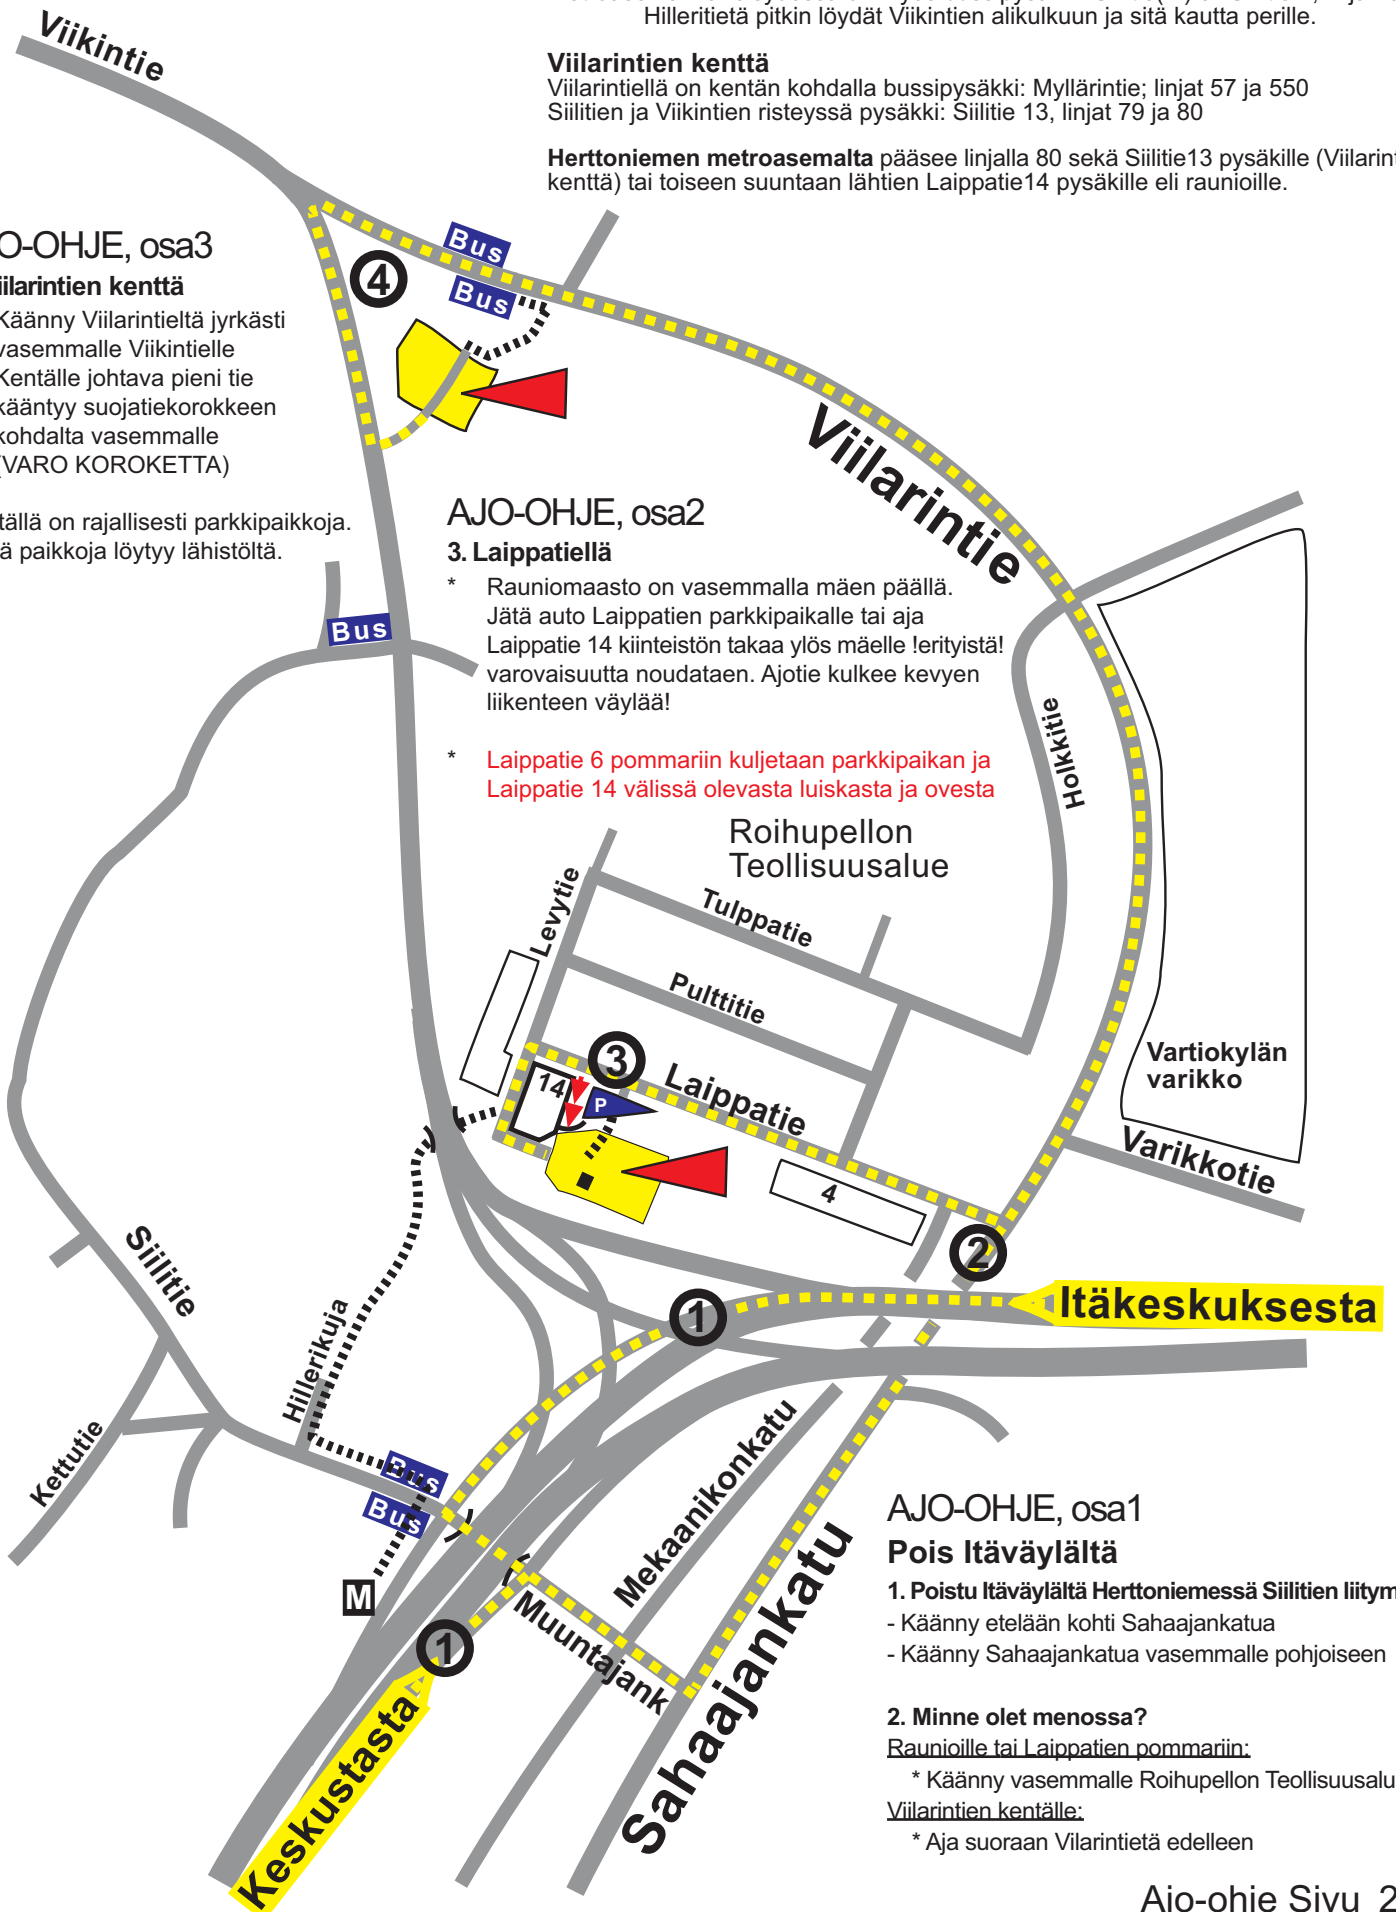 Hilleritietä pitkin löydät Viikintien alikulkuun ja sitä kautta perille.
Viilarintien kenttä
Viilarintiellä on kentän kohdalla bussipysäkki: Myllärintie; linjat 57 ja 550
Siilitien ja Viikintien risteyssä pysäkki: Siilitie 13, linjat 79 ja 80
Herttoniemen metroasemalta pääsee linjalla 80 sekä Siilitie13 pysäkille (Viilarint
kenttä) tai toiseen suuntaan lähtien Laippatie14 pysäkille eli raunioille.
Viikintie
Bus
Bus
4
O-OHJE, osa3
iilarintien kenttä
Käänny Viilarintieltä jyrkästi
vasemmalle Viikintielle
Kentälle johtava pieni tie
kääntyy suojatiekorokkeen
kohdalta vasemmalle
(VARO KOROKETTA)
tällä on rajallisesti parkkipaikkoja.
ä paikkoja löytyy lähistöltä.
Viilarintie
AJO-OHJE, osa2
3. Laippatiellä
* Rauniomaasto on vasemmalla mäen päällä.
Jätä auto Laippatien parkkipaikalle tai aja
Laippatie 14 kiinteistön takaa ylös mäelle !erityistä!
varovaisuutta noudataen. Ajotie kulkee kevyen
liikenteen väylää!
* Laippatie 6 pommariin kuljetaan parkkipaikan ja
Laippatie 14 välissä olevasta luiskasta ja ovesta
Bus
Holkkitie
Roihupellon
Teollisuusalue
Levytie
Tulppatie
Pulttitie
3
14
P
Laippatie
Vartiokylän
varikko
Varikkotie
4
2
Siilitie
1
Itäkeskuksesta
Hillerikuja
Kettutie
Bus
Bus
M
Mekaanikonkatu
Muuntajank
1
Keskustasta
Sahaajankatu
AJO-OHJE, osa1
Pois Itäväylältä
1. Poistu Itäväylältä Herttoniemessä Siilitien liitym
- Käänny etelään kohti Sahaajankatua
- Käänny Sahaajankatua vasemmalle pohjoiseen
2. Minne olet menossa?
Raunioille tai Laippatien pommariin:
* Käänny vasemmalle Roihupellon Teollisuusalu
Viilarintien kentälle:
* Aja suoraan Vilarintietä edelleen
Ajo-ohje Sivu 2